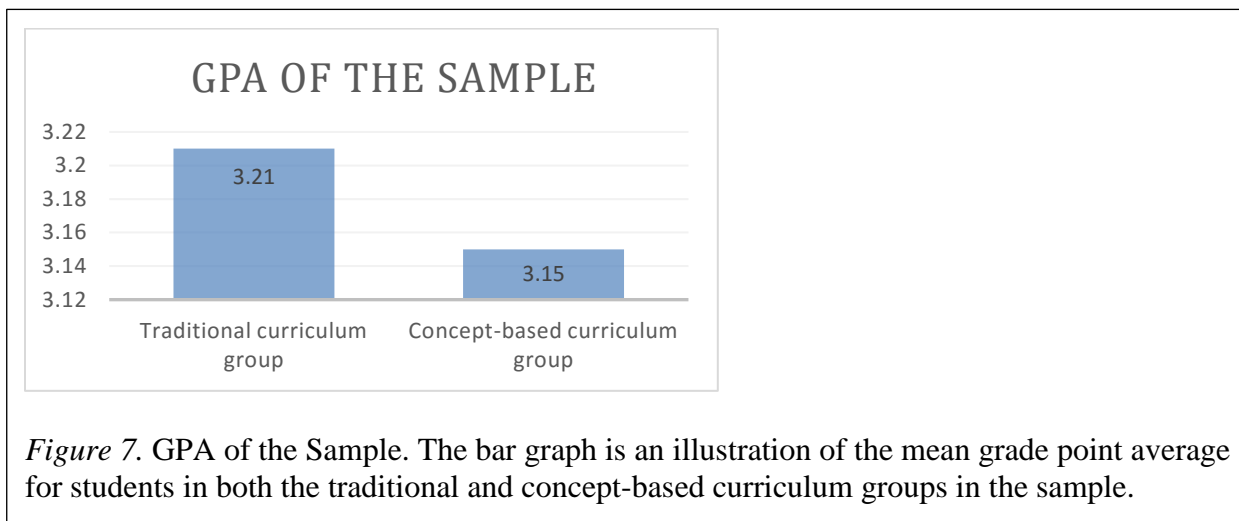 GPA OF THE SAMPLE
3.22
3.2
3.18
3.16
3.14
3.12
3.21
3.15
Traditional curriculum
group
Concept-based curriculum
group
Figure 7. GPA of the Sample. The bar graph is an illustration of the mean grade point average
for students in both the traditional and concept-based curriculum groups in the sample.